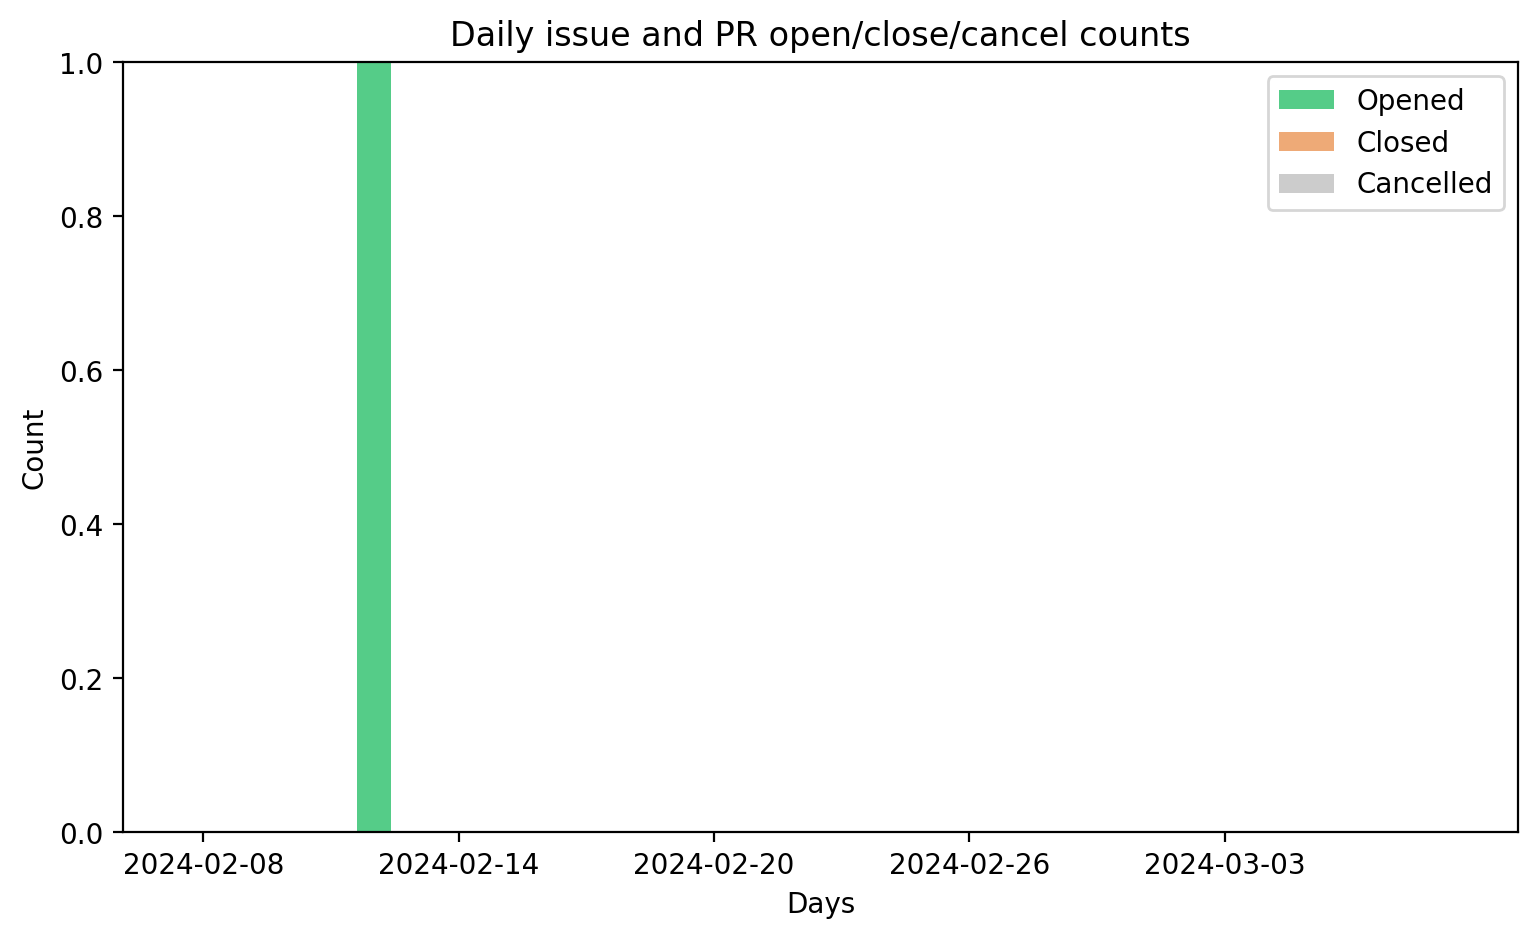 Daily issue and PR open/close/cancel counts
1.0
0.8
0.6
0.4
0.2
0.0
Count
Opened
Closed
Cancelled
2024-02-08 2024-02-14 2024-02-20 2024-02-26 2024-03-03
Days